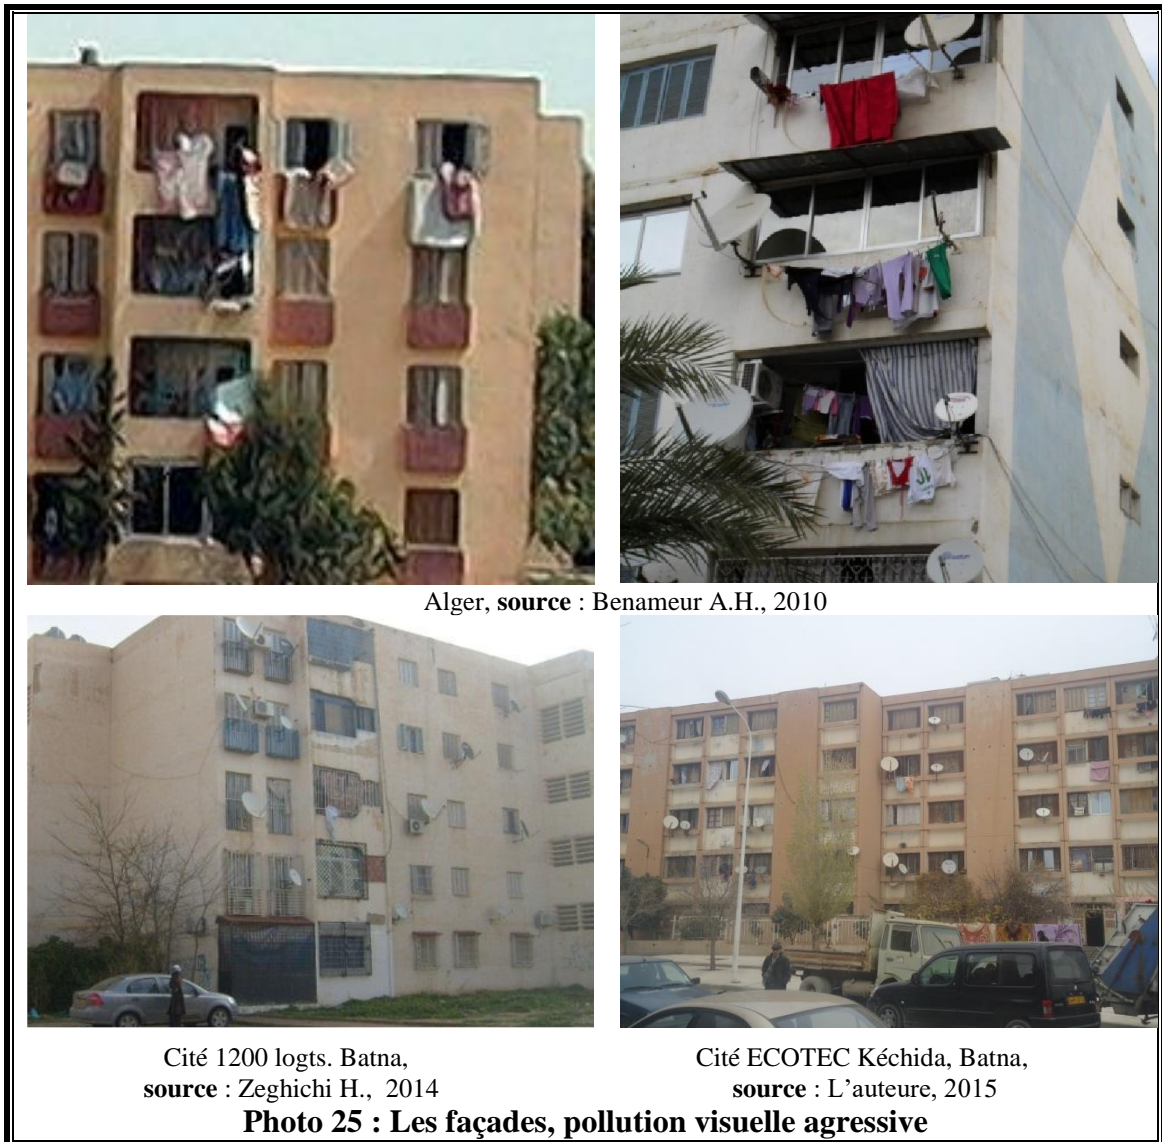 Alger, source : Benameur A.H., 2010
Cité 1200 logts. Batna,
source : Zeghichi H., 2014
Cité ECOTEC Kéchida, Batna,
source : L'auteure, 2015
Photo 25 : Les façades, pollution visuelle agressive